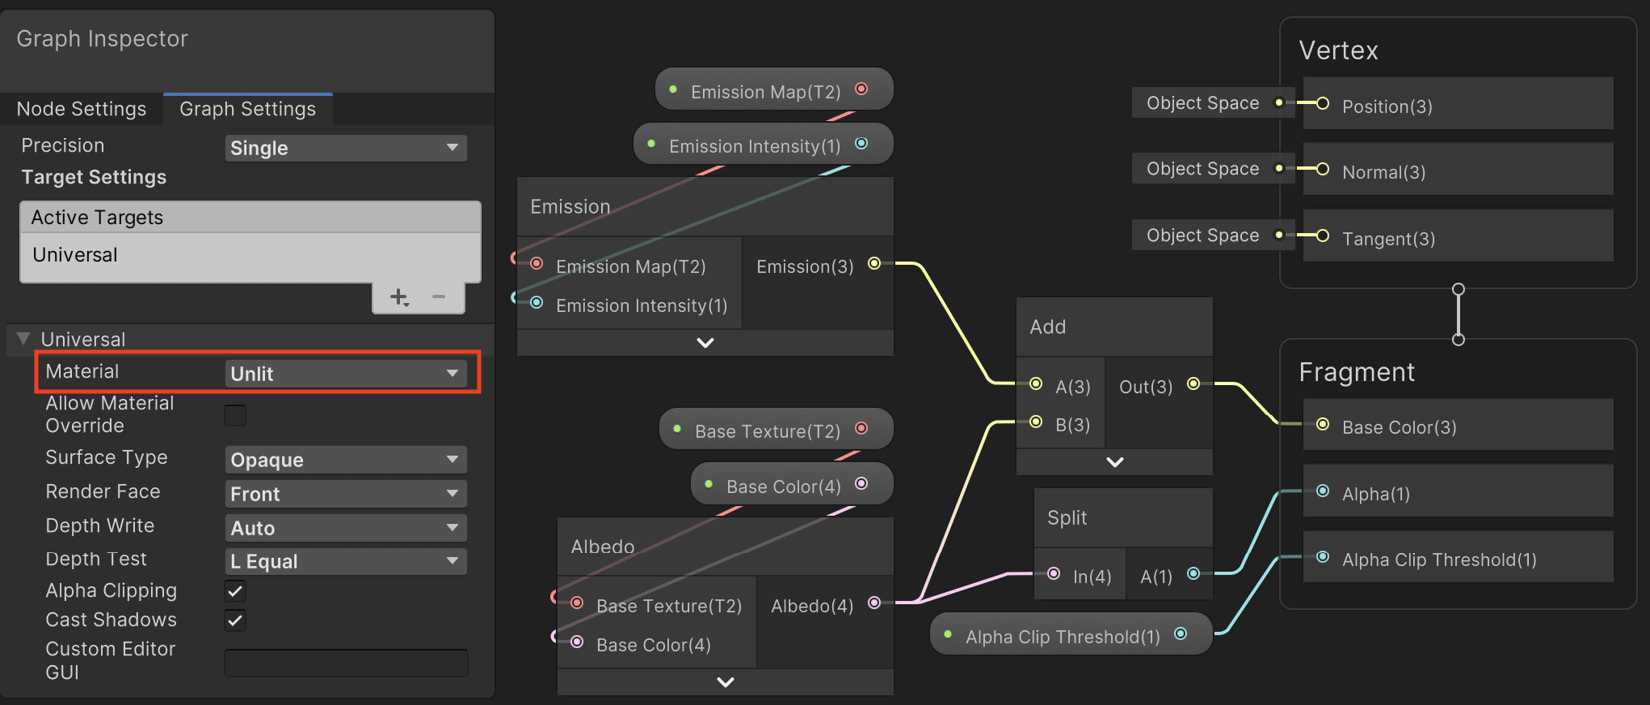 Graph Inspector
Node Settings
Graph Settings
Precision
Single
Target Settings
Active Targets
Universal
+
−
Universal
Material
Unlit
Allow Material
Override
Surface Type
Opaque
Render Face
Front
Depth Write
Auto
Depth Test
L Equal
Alpha Clipping
Cast Shadows
Custom Editor
GUI
Emission Map(T2)
Emission Intensity(1)
Emission
Emission Map(T2)
Emission(3)
Emission Intensity(1)
Base Texture(T2)
Base Color(4)
Albedo
Base Texture(T2)
Albedo(4)
Base Color(4)
Add
A(3)
Out(3)
B(3)
Split
In(4)
A(1)
Alpha Clip Threshold(1)
Vertex
Object Space
Position(3)
Object Space
Normal(3)
Object Space
Tangent(3)
Fragment
Base Color(3)
Alpha(1)
Alpha Clip Threshold(1)